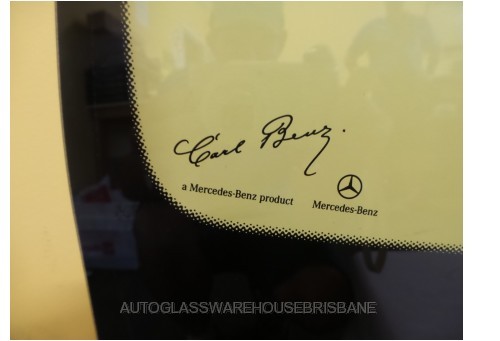 Carl Benz.
a Mercedes-Benz product
Mercedes-Benz
AUTOGLASSWAREHOUSEBRISBANE